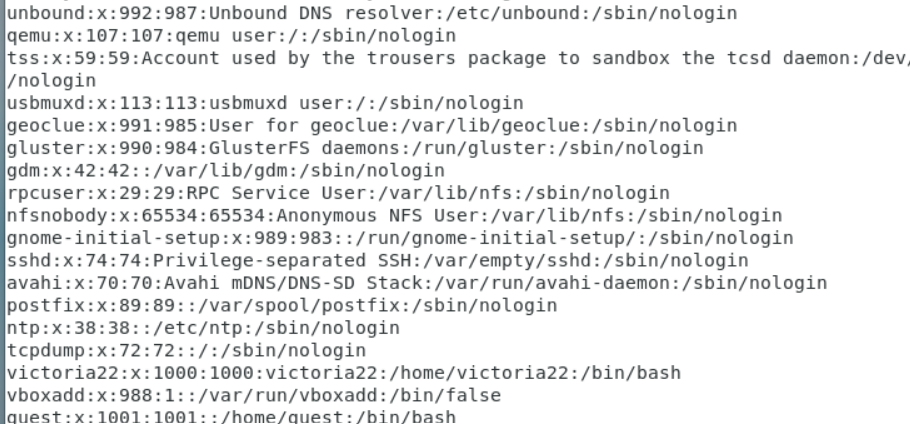 unbound:x:992:987:Unbound DNS resolver:/etc/unbound:/sbin/nologin
qemu:x:107:107:qemu user:/:/sbin/nologin
tss:x:59:59:Account used by the trousers package to sandbox the tcsd daemon:/dev/
/nologin
usbmuxd:x:113:113:usbmuxd user:/:/sbin/nologin
geoclue:x:991:985:User for geoclue:/var/lib/geoclue:/sbin/nologin
gluster:x:990:984:GlusterFS daemons:/run/gluster:/sbin/nologin
gdm:x:42:42::/var/lib/gdm:/sbin/nologin
rpcuser:x:29:29:RPC Service User:/var/lib/nfs:/sbin/nologin
nfsnobody:x:65534:65534:Anonymous NFS User:/var/lib/nfs:/sbin/nologin
gnome-initial-setup:x:989:983::/run/gnome-initial-setup/:/sbin/nologin
sshd:x:74:74:Privilege-separated SSH:/var/empty/sshd:/sbin/nologin
avahi:x:70:70:Avahi mDNS/DNS-SD Stack:/var/run/avahi-daemon:/sbin/nologin
postfix:x:89:89::/var/spool/postfix:/sbin/nologin
ntp:x:38:38::/etc/ntp:/sbin/nologin
tcpdump:x:72:72::/:/sbin/nologin
victoria22:x:1000:1000:victoria22:/home/victoria22:/bin/bash
vboxadd:x:988:1::/var/run/vboxadd:/bin/false
guest:x:1001:1001::/home/guest:/bin/bash